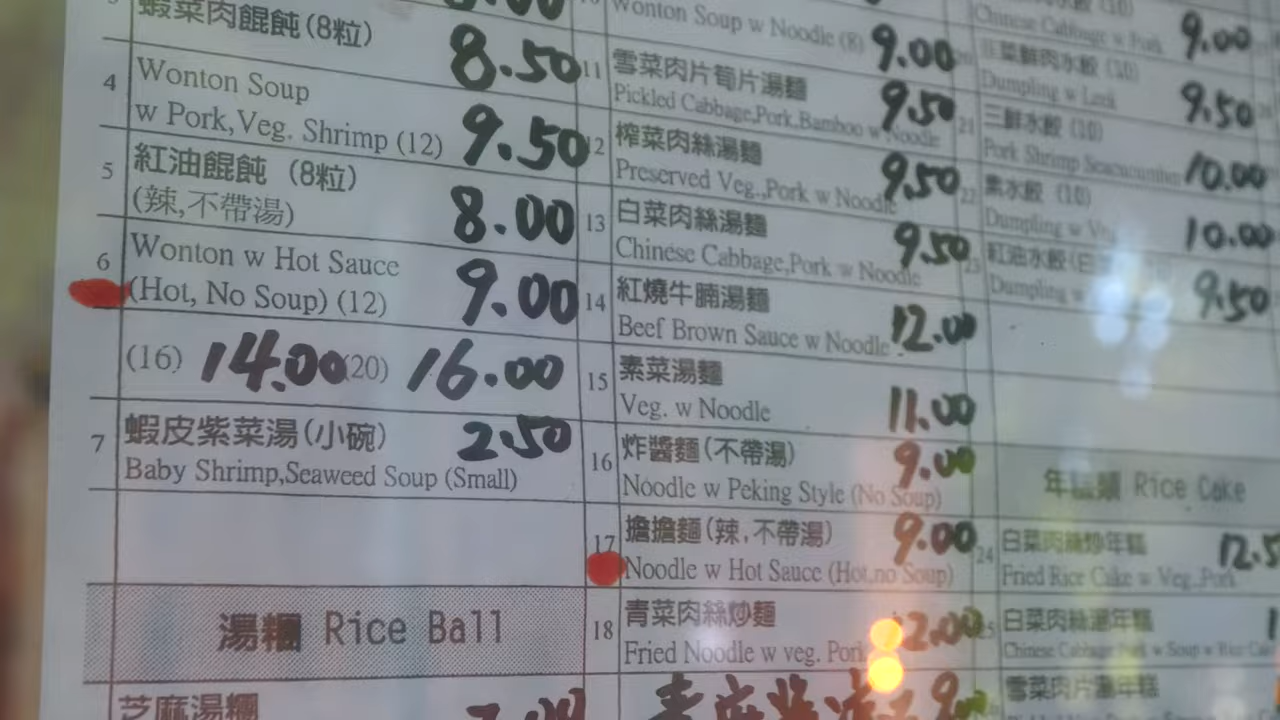 蝦菜肉餛飩(8粒) 8.50
4 Wonton Soup
w Pork,Veg. Shrimp (12) 9.50
5 紅油餛飩 (8粒)
(辣,不帶湯) 8.00
6 Wonton w Hot Sauce
(Hot, No Soup) (12) 9.00
(16) 14.00 (20) 16.00
7 蝦皮紫菜湯(小碗) 2.50
Baby Shrimp,Seaweed Soup (Small)
湯糰 Rice Ball
芝麻湯糰
Wonton Soup w Noodle (8) 9.00
11 雪菜肉片筍片湯麵
Pickled Cabbage,Pork,Bamboo w Noodle 9.50
12 榨菜肉絲湯麵
Preserved Veg.,Pork w Noodle 9.50
13 白菜肉絲湯麵
Chinese Cabbage,Pork w Noodle 9.50
14 紅燒牛腩湯麵
Beef Brown Sauce w Noodle 12.00
15 素菜湯麵
Veg. w Noodle 11.00
16 炸醬麵(不帶湯) 9.00
Noodle w Peking Style (No Soup)
17 擔擔麵(辣,不帶湯) 9.00
Noodle w Hot Sauce (Hot,no Soup)
18 青菜肉絲炒麵
Fried Noodle w veg. Pork 12.00
Chinese Cabbage w Pork 9.00
韭菜鮮肉水餃 (10)
Dumpling w Leek 9.50
21 三鮮水餃 (10)
Pork Shrimp Seacucumber 10.00
22 素水餃 (10)
Dumpling w 10.00
23 紅油水餃
Dumpling w 9.50
Rice Cake
24 白菜肉絲炒年糕
Fried Rice Cake w Veg.,Pork
白菜肉絲湯年糕
雪菜肉片湯年糕